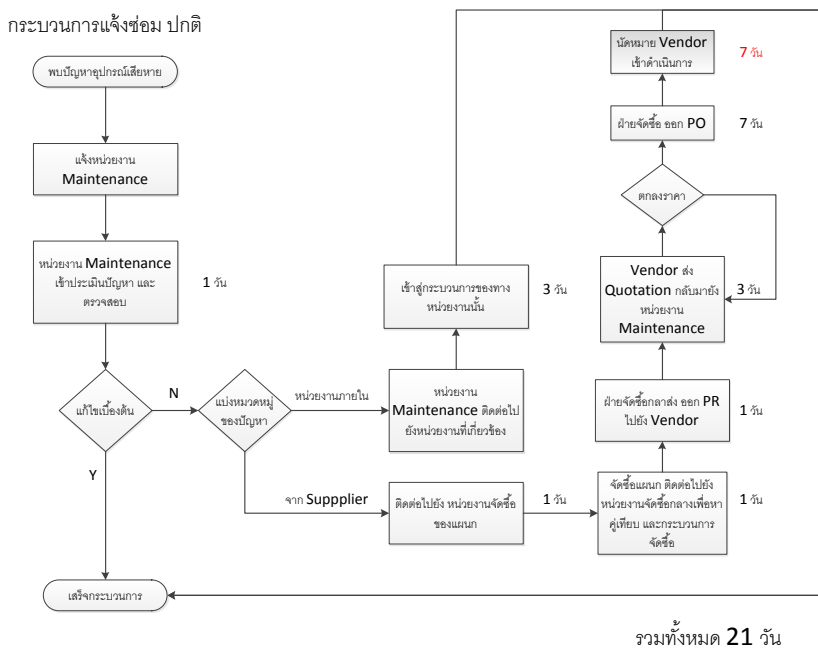 กระบวนการแจ้งซ่อม ปกติ
พบปัญหาอุปกรณ์เสียหาย
แจ้งหน่วยงาน
Maintenance
หน่วยงาน Maintenance
เข้าประเมินปัญหา และ
ตรวจสอบ
1 วัน
แก้ไขเบื้องต้น
N
Y
แบ่งหมวดหมู่
ของปัญหา
หน่วยงานภายใน
หน่วยงาน
Maintenance ติดต่อไป
ยังหน่วยงานที่เกี่ยวข้อง
เข้าสู่กระบวนการของทาง
หน่วยงานนั้น
3 วัน
จาก Suppplier
ติดต่อไปยัง หน่วยงานจัดซื้อ
ของแผนก
1 วัน
จัดซื้อแผนก ติดต่อไปยัง
หน่วยงานจัดซื้อกลางเพื่อหา
คู่เทียบ และกระบวนการ
จัดซื้อ
1 วัน
ฝ่ายจัดซื้อกลาส่ง ออก PR
ไปยัง Vendor
1 วัน
Vendor ส่ง
Quotation กลับมายัง
หน่วยงาน
Maintenance
3 วัน
ตกลงราคา
ฝ่ายจัดซื้อ ออก PO
7 วัน
นัดหมาย Vendor
เข้าดำเนินการ
7 วัน
เสร็จกระบวนการ
รวมทั้งหมด 21 วัน